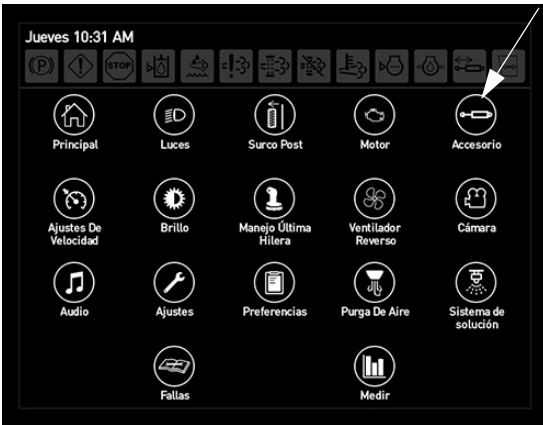 Jueves 10:31 AM
(P) STOP
Principal Luces Surco Post Motor Accesorio
Ajustes De Velocidad Brillo Manejo Última Hilera Ventilador Reverso Cámara
Audio Ajustes Preferencias Purga De Aire Sistema de solución
Fallas Medir